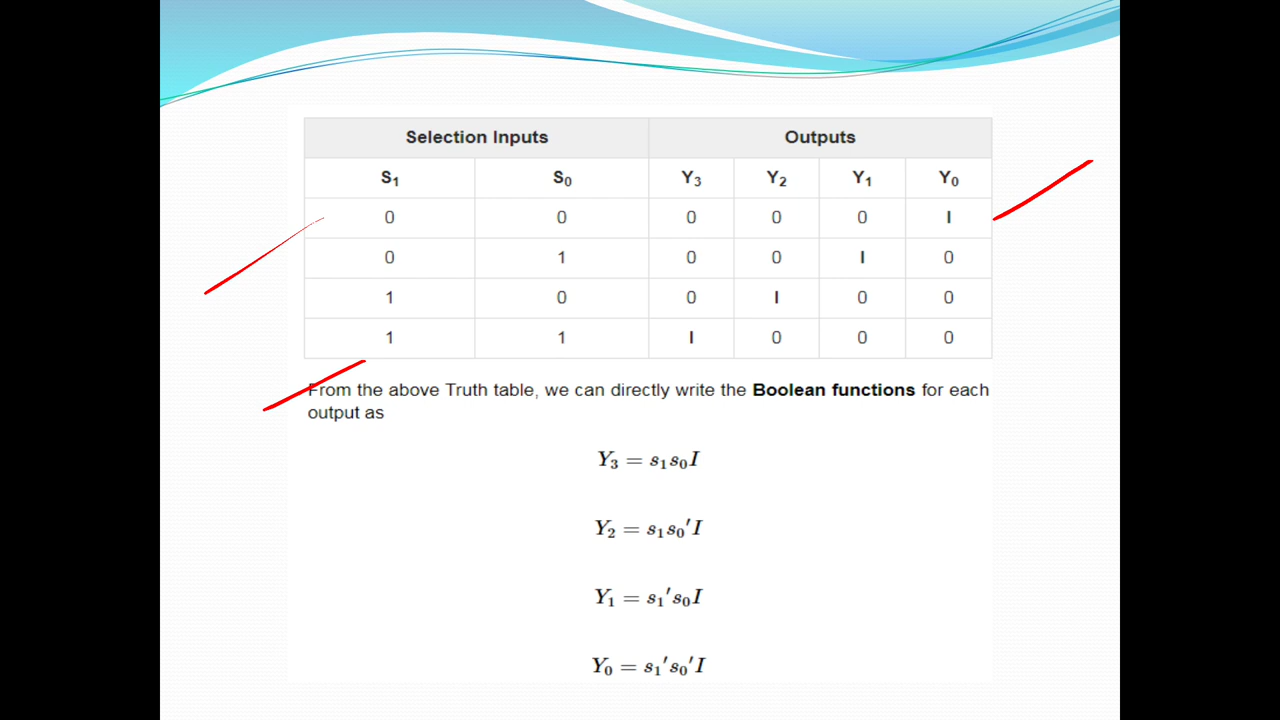 Selection Inputs Outputs
S₁ S₀ Y₃ Y₂ Y₁ Y₀
0 0 0 0 0 I
0 1 0 0 I 0
1 0 0 I 0 0
1 1 I 0 0 0
From the above Truth table, we can directly write the Boolean functions for each
output as
Y₃ = s₁s₀I
Y₂ = s₁s₀′I
Y₁ = s₁′s₀I
Y₀ = s₁′s₀′I